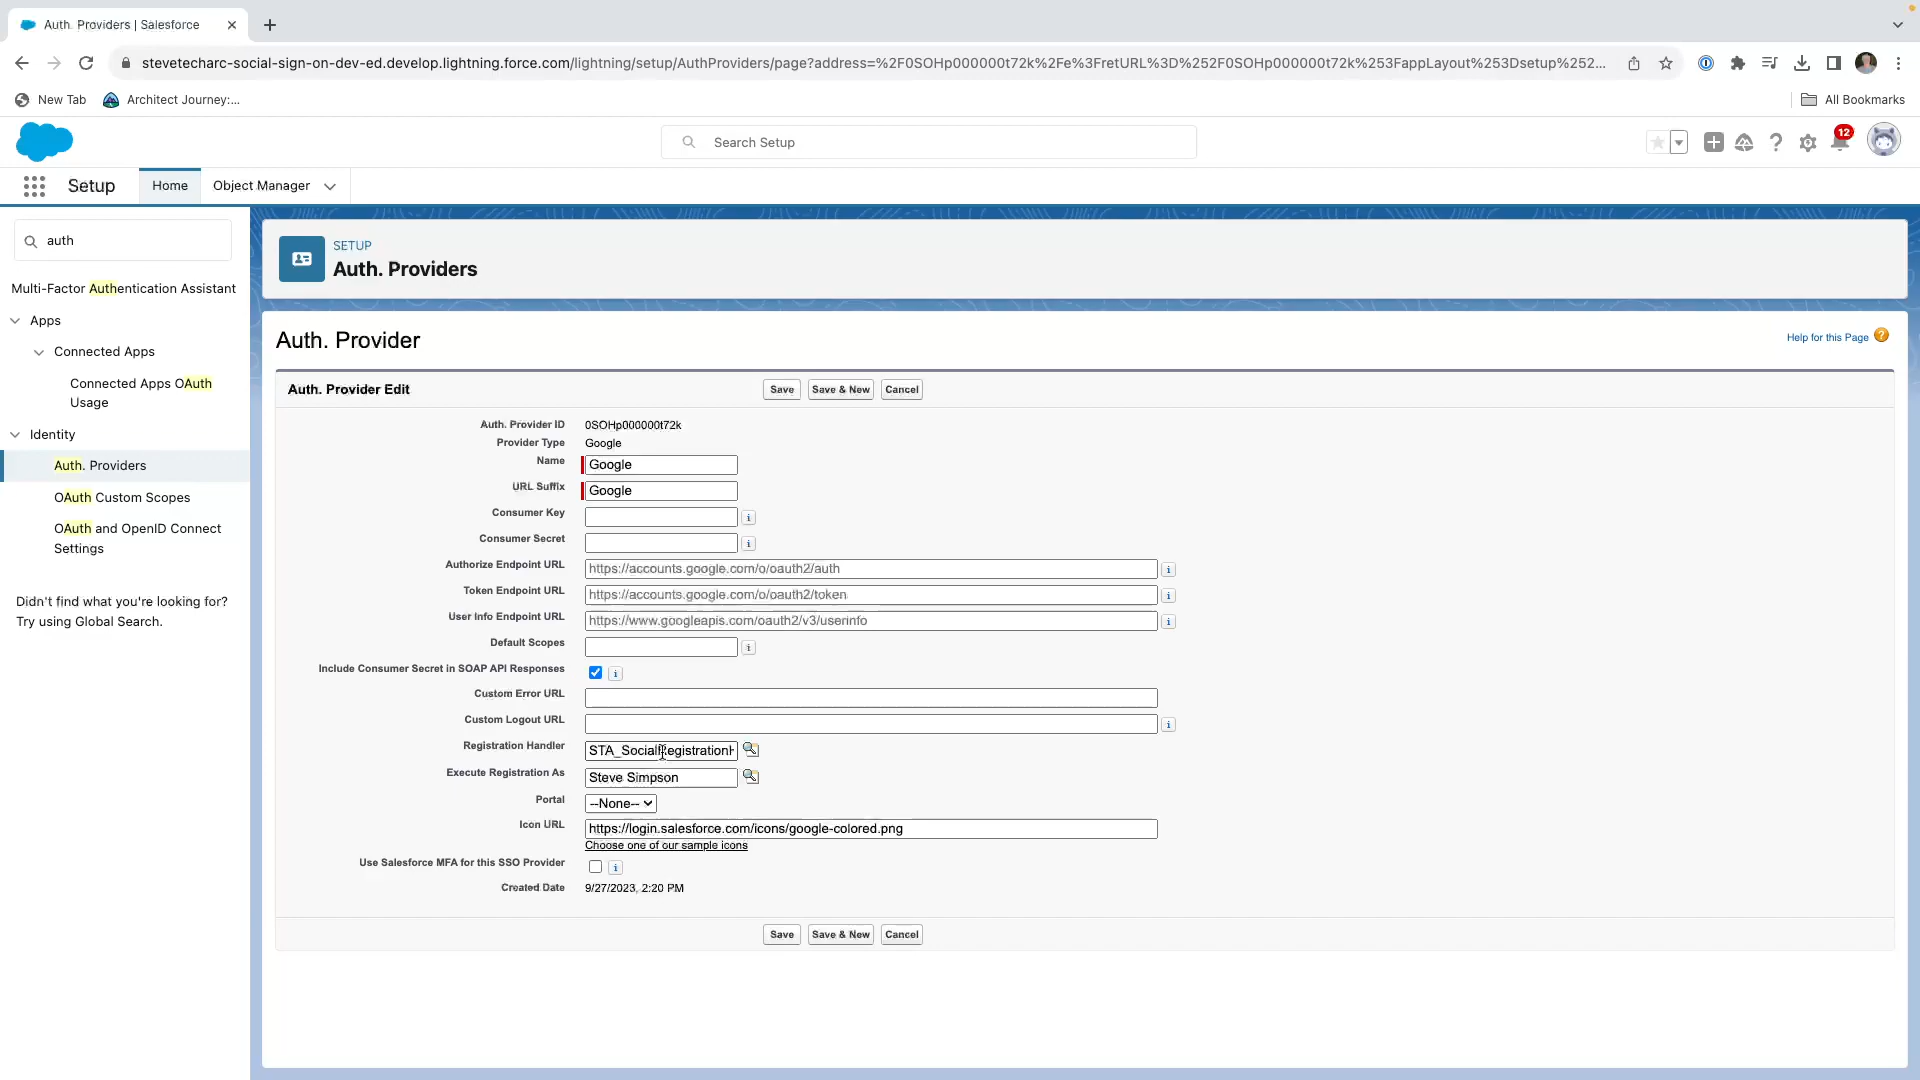 Auth. Providers | Salesforce
stevetecharc-social-sign-on-dev-ed.develop.lightning.force.com/lightning/setup/AuthProviders/page?address=%2F0SOHp000000t72k%2Fe%3FretURL%3D%252F0SOHp000000t72k%253FappLayout%253Dsetup%252...
New Tab
Architect Journey:...
All Bookmarks
Search Setup
12
Setup
Home
Object Manager
auth
SETUP
Auth. Providers
Multi-Factor Authentication Assistant
Apps
Connected Apps
Connected Apps OAuth
Usage
Identity
Auth. Providers
OAuth Custom Scopes
OAuth and OpenID Connect
Settings
Didn't find what you're looking for?
Try using Global Search.
Auth. Provider
Help for this Page
Auth. Provider Edit
Save
Save & New
Cancel
Auth. Provider ID 0SOHp000000t72k
Provider Type Google
Name Google
URL Suffix Google
Consumer Key
Consumer Secret
Authorize Endpoint URL https://accounts.google.com/o/oauth2/auth
Token Endpoint URL https://accounts.google.com/o/oauth2/token
User Info Endpoint URL https://www.googleapis.com/oauth2/v3/userinfo
Default Scopes
Include Consumer Secret in SOAP API Responses
Custom Error URL
Custom Logout URL
Registration Handler STA_SocialRegistrationH
Execute Registration As Steve Simpson
Portal --None--
Icon URL https://login.salesforce.com/icons/google-colored.png
Choose one of our sample icons
Use Salesforce MFA for this SSO Provider
Created Date 9/27/2023, 2:20 PM
Save
Save & New
Cancel